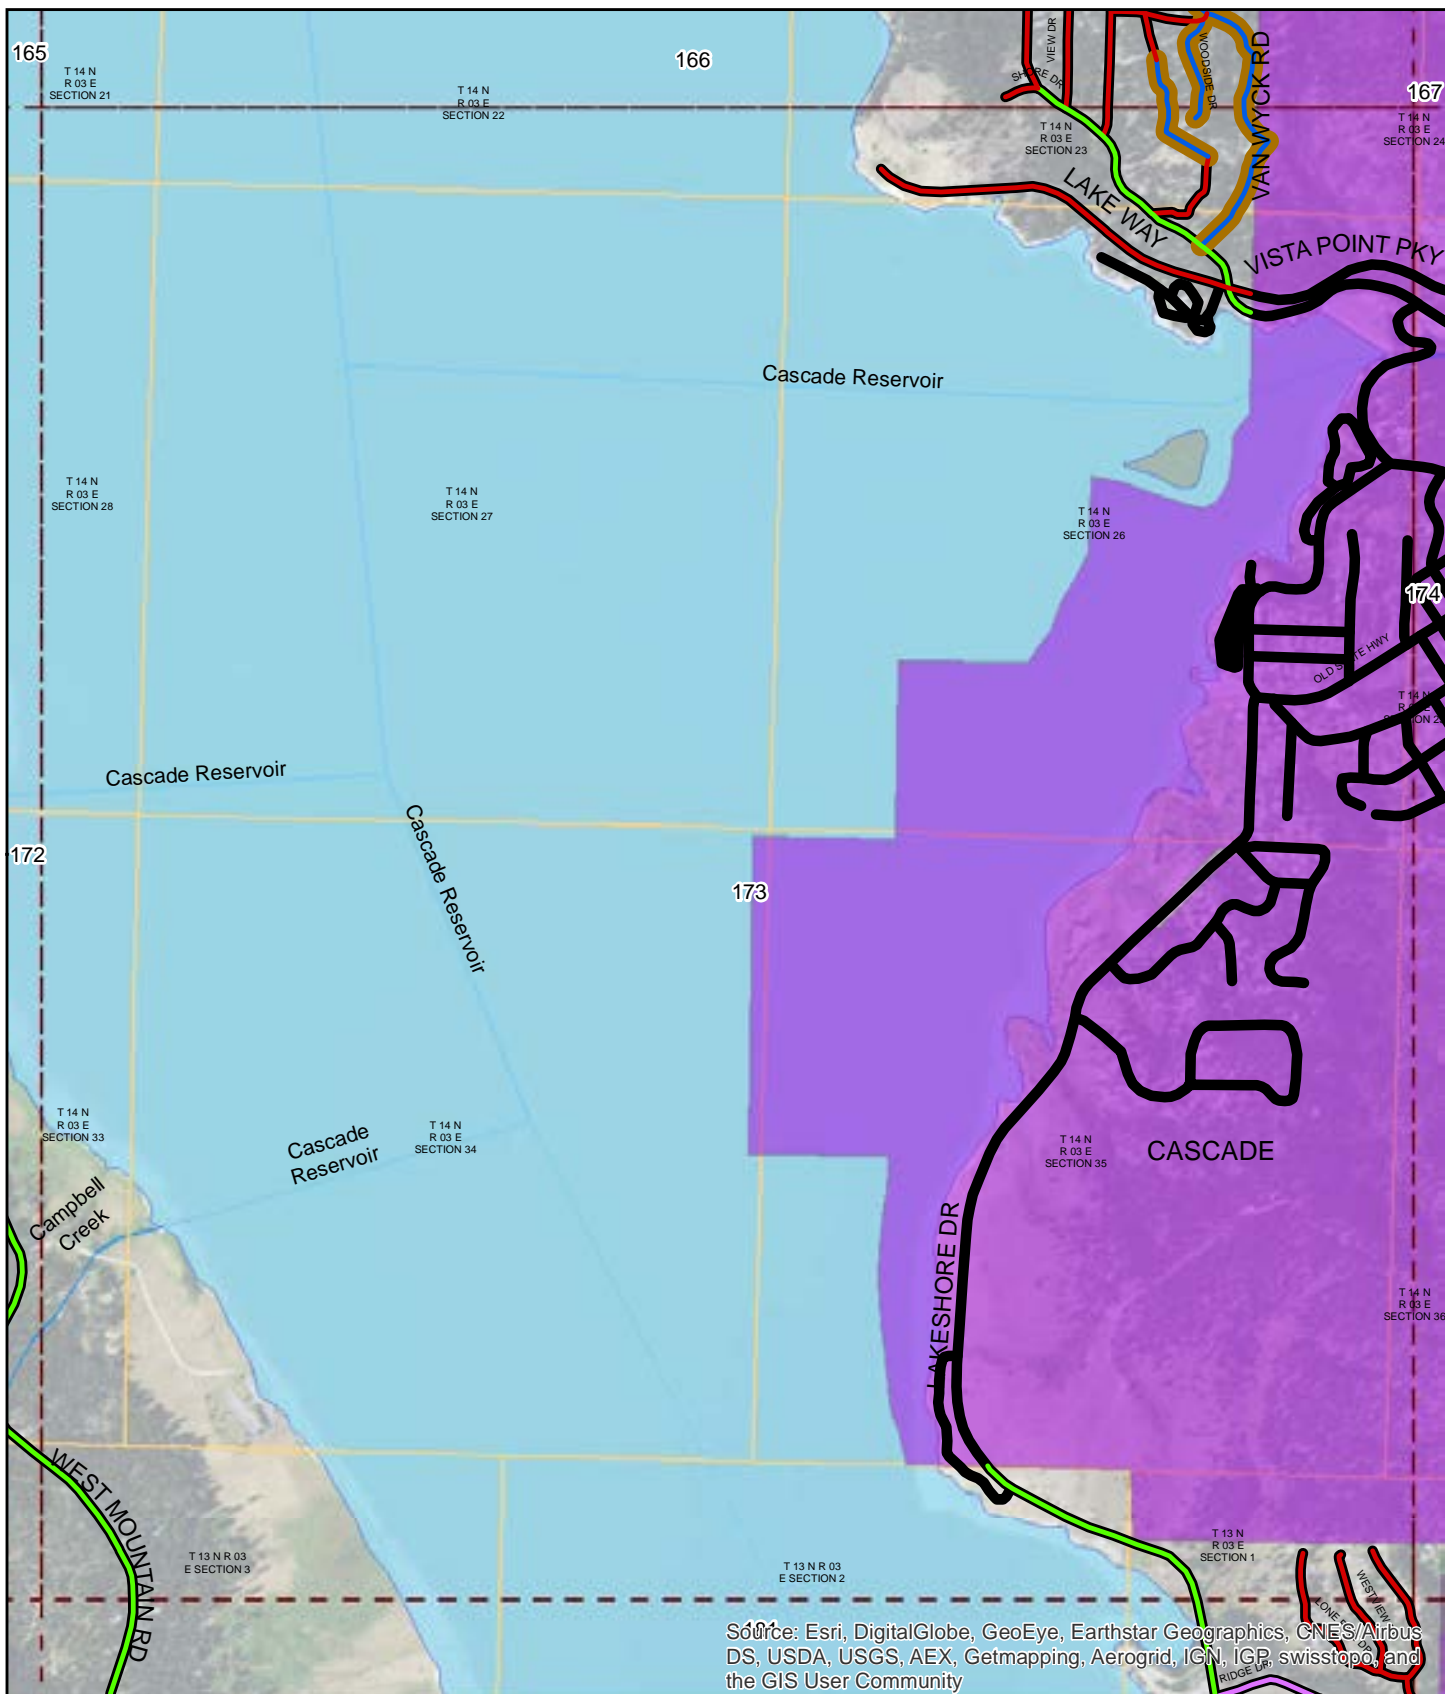 165
166
167
T 14 N
R 03 E
SECTION 21
T 14 N
R 03 E
SECTION 22
T 14 N
R 03 E
SECTION 23
T 14 N
R 03 E
SECTION 24
VIEW DR
SHORE DR
WOODSIDE DR
VAN WYCK RD
LAKE WAY
VISTA POINT PKY
Cascade Reservoir
T 14 N
R 03 E
SECTION 28
T 14 N
R 03 E
SECTION 27
T 14 N
R 03 E
SECTION 26
174
OLD STATE HWY
T 14 N
Cascade Reservoir
Cascade Reservoir
172
173
T 14 N
R 03 E
SECTION 33
T 14 N
R 03 E
SECTION 34
T 14 N
R 03 E
SECTION 35
Cascade
Reservoir
CASCADE
Campbell
Creek
LAKESHORE DR
T 14 N
R 03 E
SECTION 36
WEST MOUNTAIN RD
T 13 N R 03
E SECTION 3
T 13 N R 03
E SECTION 2
T 13 N
R 03 E
SECTION 1
WESTVIEW
LONE
DR
RIDGE DR
Source: Esri, DigitalGlobe, GeoEye, Earthstar Geographics, CNES/Airbus
DS, USDA, USGS, AEX, Getmapping, Aerogrid, IGN, IGP, swisstopo, and
the GIS User Community